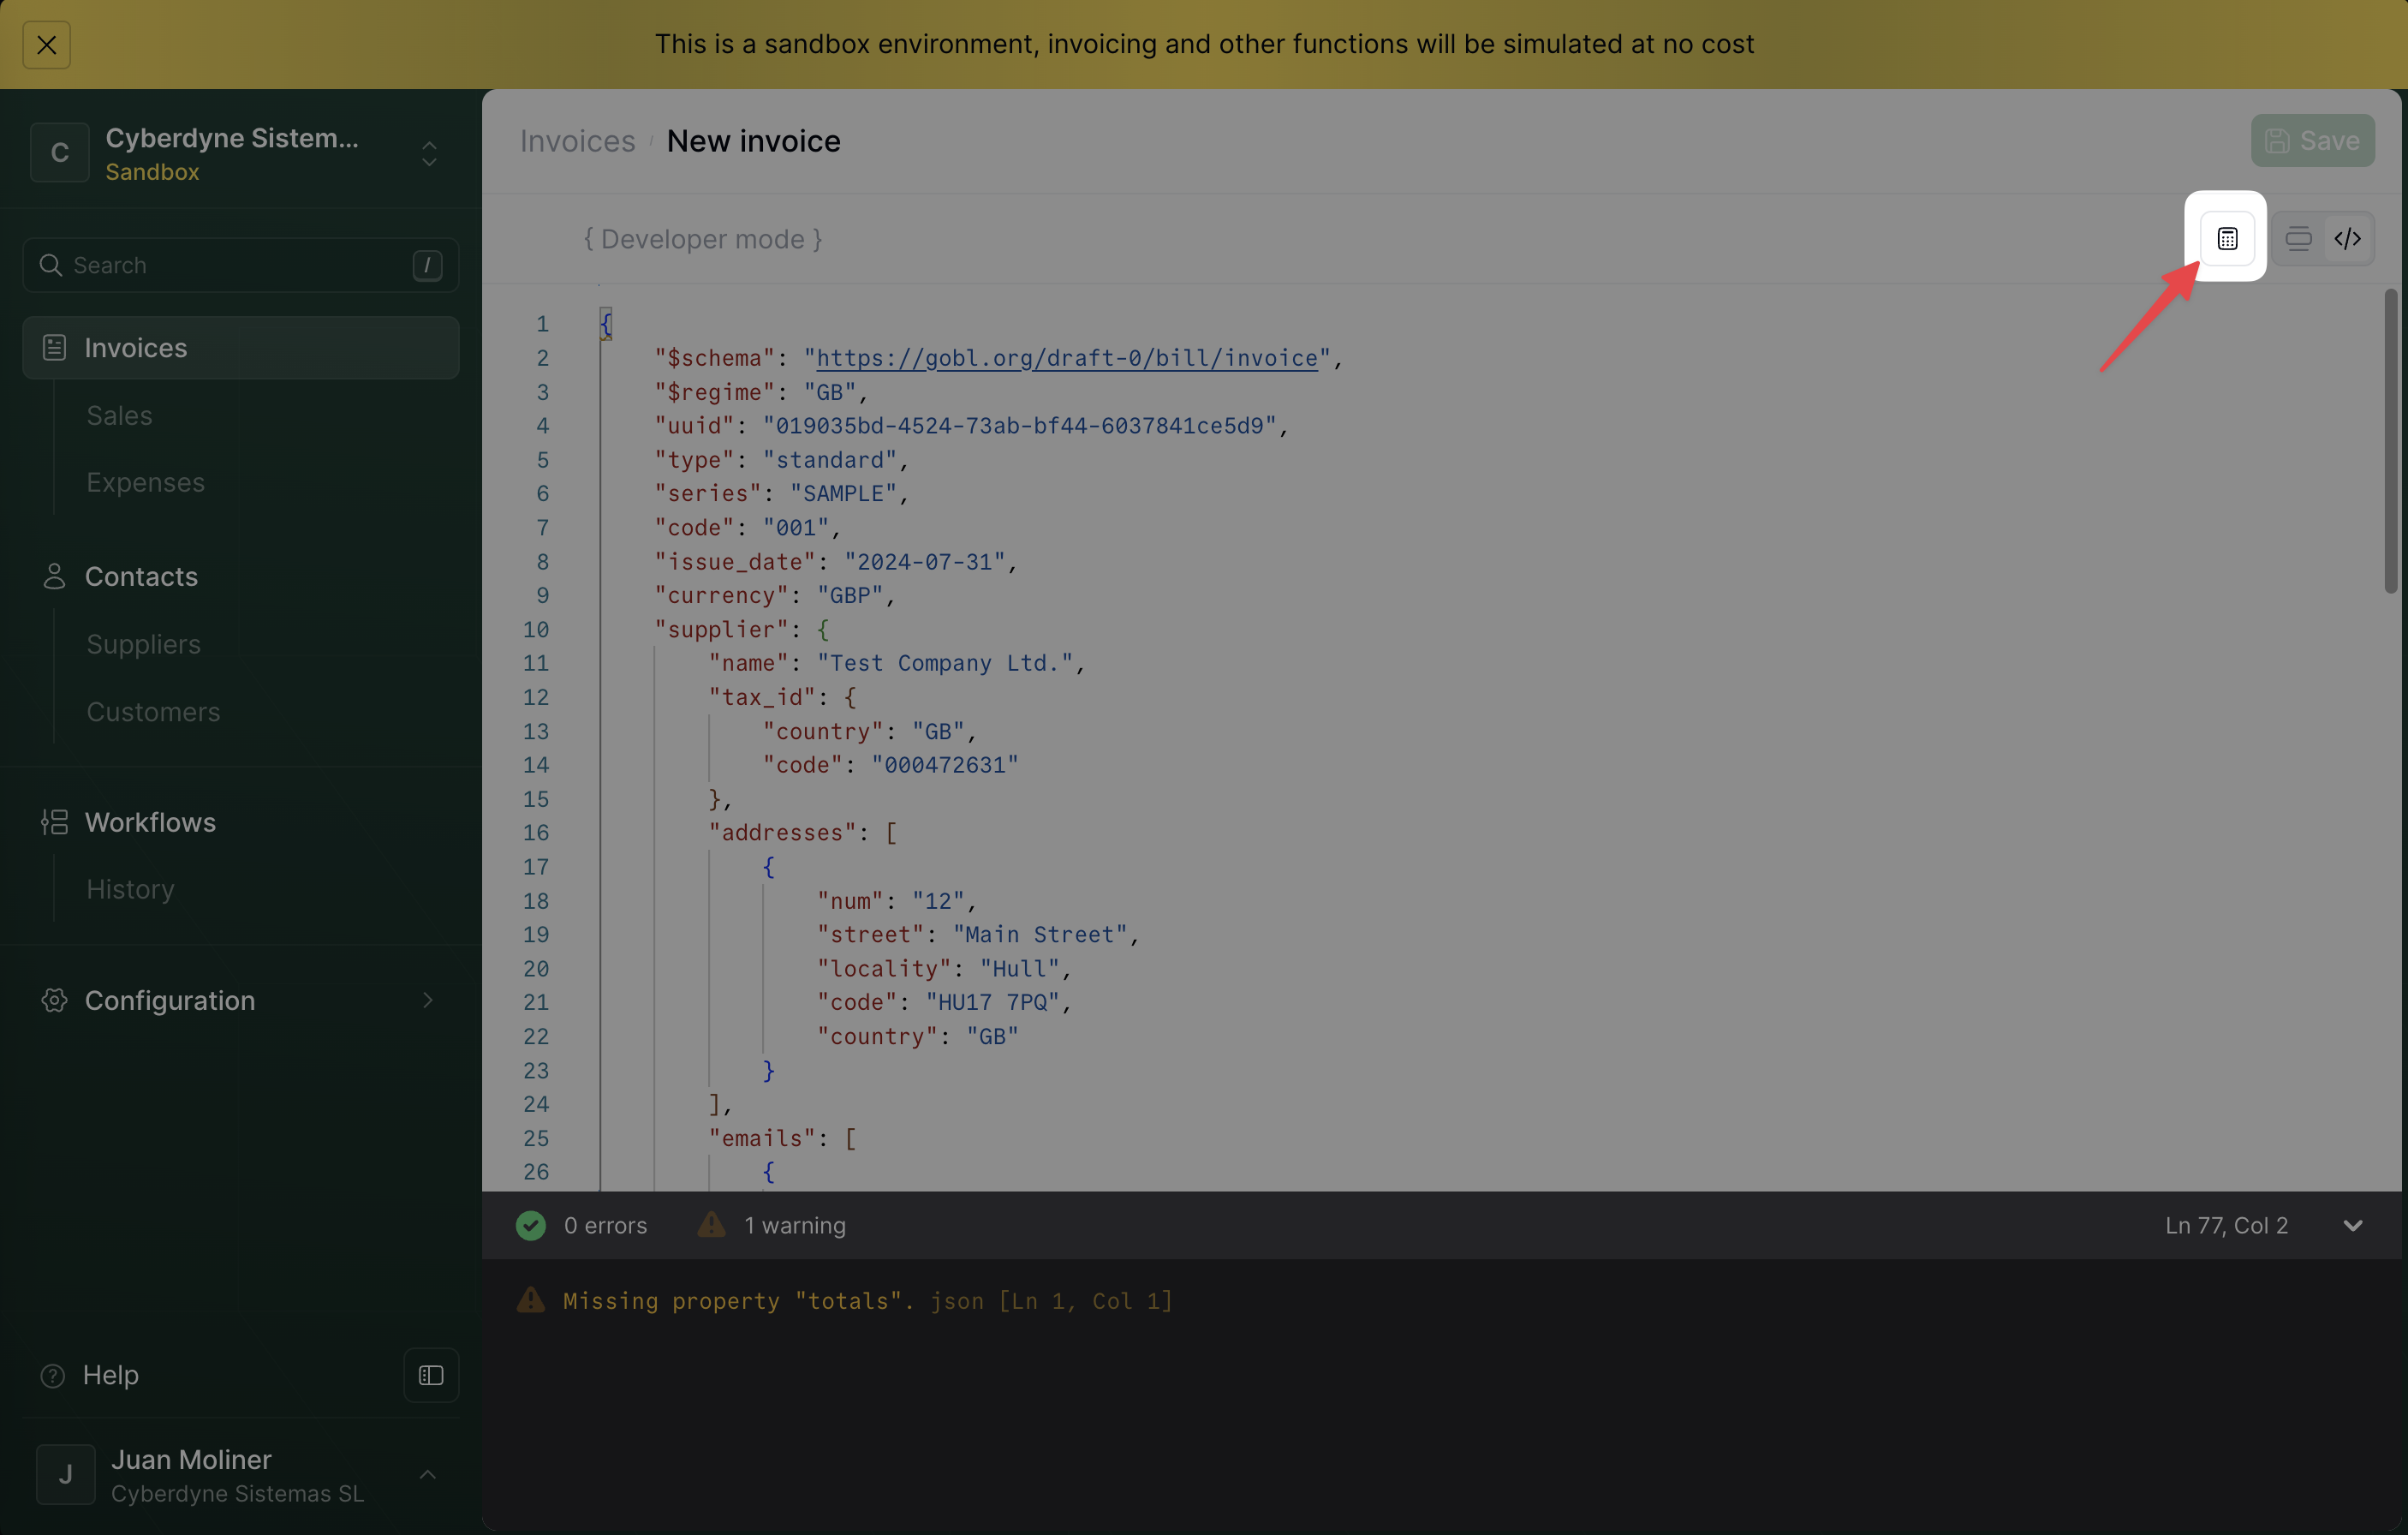 This is a sandbox environment, invoicing and other functions will be simulated at no cost
C
Cyberdyne Sistem...
Sandbox
Search
/
Invoices
Sales
Expenses
Contacts
Suppliers
Customers
Workflows
History
Configuration
Help
J
Juan Moliner
Cyberdyne Sistemas SL
Invoices / New invoice
Save
{ Developer mode }
1 {
2 "$schema": "https://gobl.org/draft-0/bill/invoice",
3 "$regime": "GB",
4 "uuid": "019035bd-4524-73ab-bf44-6037841ce5d9",
5 "type": "standard",
6 "series": "SAMPLE",
7 "code": "001",
8 "issue_date": "2024-07-31",
9 "currency": "GBP",
10 "supplier": {
11 "name": "Test Company Ltd.",
12 "tax_id": {
13 "country": "GB",
14 "code": "000472631"
15 },
16 "addresses": [
17 {
18 "num": "12",
19 "street": "Main Street",
20 "locality": "Hull",
21 "code": "HU17 7PQ",
22 "country": "GB"
23 }
24 ],
25 "emails": [
26 {
0 errors 1 warning Ln 77, Col 2
Missing property "totals". json [Ln 1, Col 1]